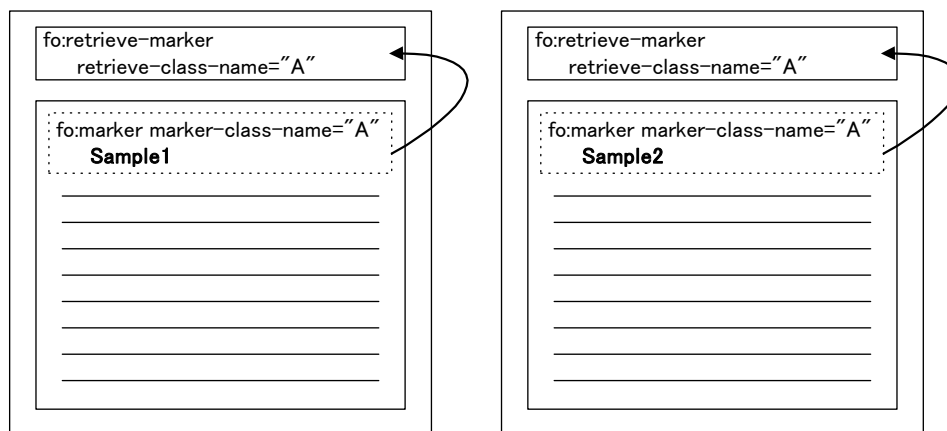 fo:retrieve-marker
retrieve-class-name="A"
fo:marker marker-class-name="A"
Sample1
fo:retrieve-marker
retrieve-class-name="A"
fo:marker marker-class-name="A"
Sample2